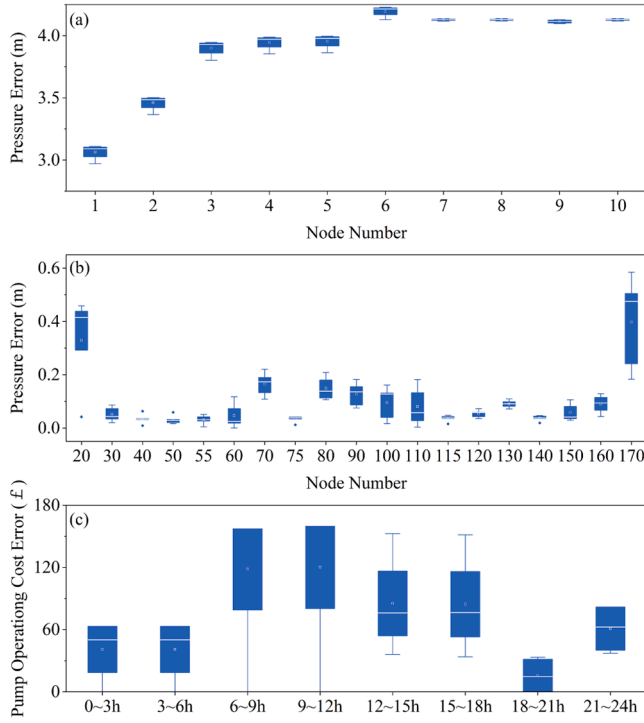 (a)
Pressure Error (m)
4.0
3.5
3.0
1 2 3 4 5 6 7 8 9 10
Node Number
(b)
Pressure Error (m)
0.6
0.4
0.2
0.0
20 30 40 50 55 60 70 75 80 90 100 110 115 120 130 140 150 160 170
Node Number
(c)
Pump Operationg Cost Error (£)
180
120
60
0
0~3h 3~6h 6~9h 9~12h 12~15h 15~18h 18~21h 21~24h